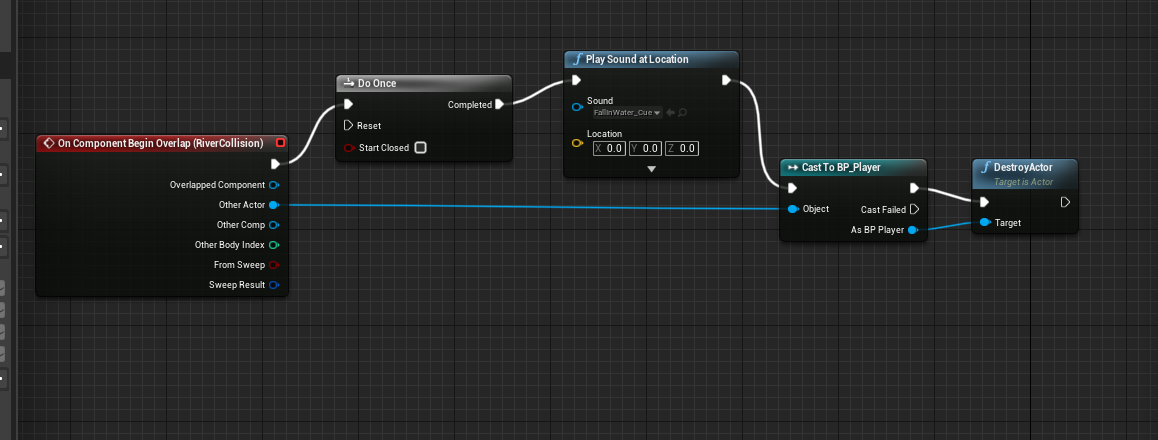 Play Sound at Location
Do Once
Sound
FallinWater_Cue
Completed
Reset
Location
X 0.0 Y 0.0 Z 0.0
Start Closed
On Component Begin Overlap (RiverCollision)
Overlapped Component
Other Actor
Other Comp
Other Body Index
From Sweep
Sweep Result
Cast To BP_Player
Object
Cast Failed
As BP Player
DestroyActor
Target is Actor
Target